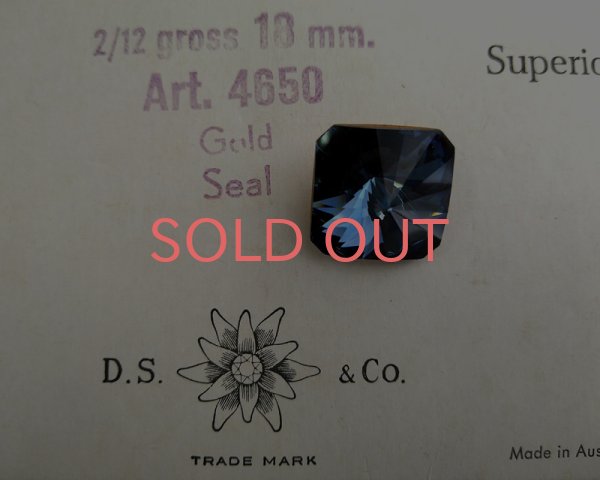 2/12 gross 18 mm.
Art. 4650
Gold
Seal
SOLD OUT
D.S. & Co.
TRADE MARK